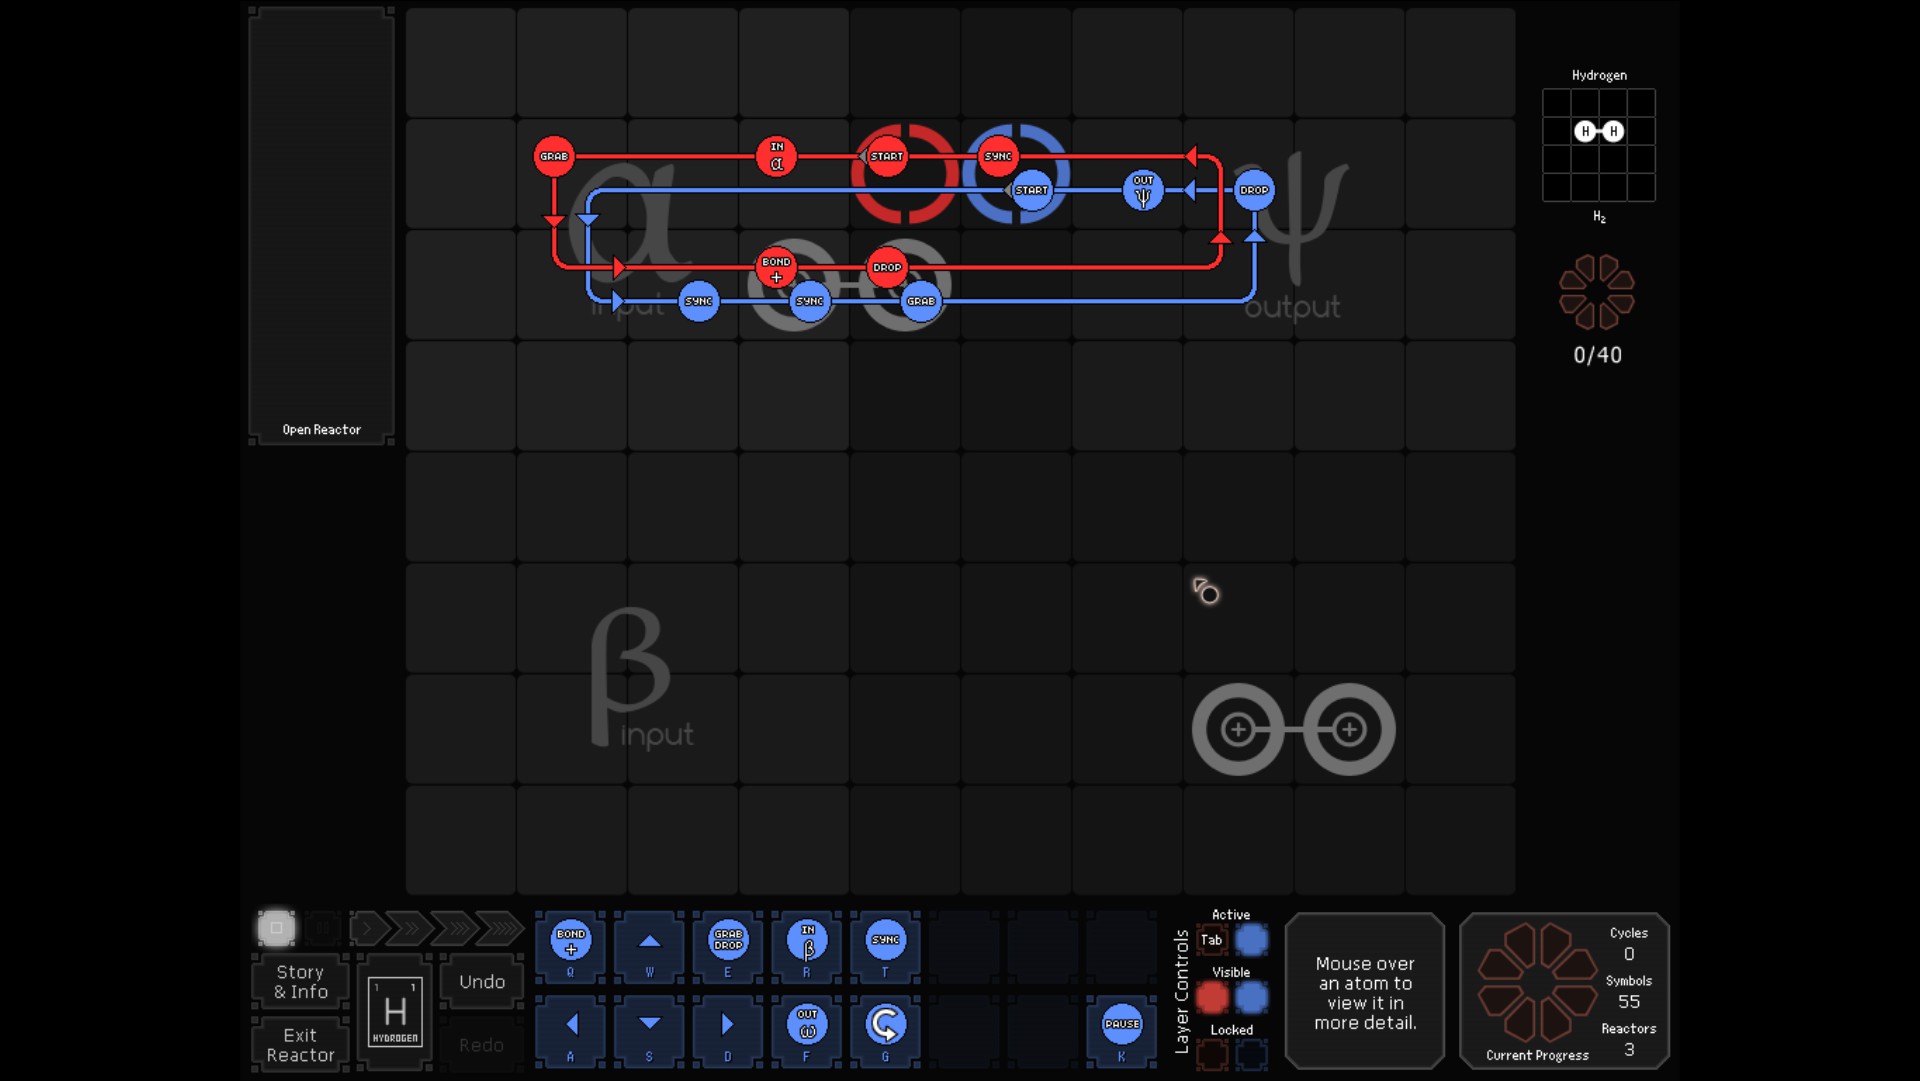 Open Reactor
GRAB
IN
α
START
SYNC
START
OUT
ψ
DROP
α
input
ψ
output
BOND
+
DROP
SYNC
SYNC
GRAB
β
input
Hydrogen
H H
H₂
0/40
Story
& Info
Exit
Reactor
1 1
H
HYDROGEN
Undo
Redo
BOND
+
Q
W
GRAB
DROP
E
IN
β
R
SYNC
T
A
S
D
OUT
ω
F
G
PAUSE
K
Layer Controls
Active
Tab
Visible
Locked
Mouse over
an atom to
view it in
more detail.
Current Progress
Cycles
0
Symbols
55
Reactors
3